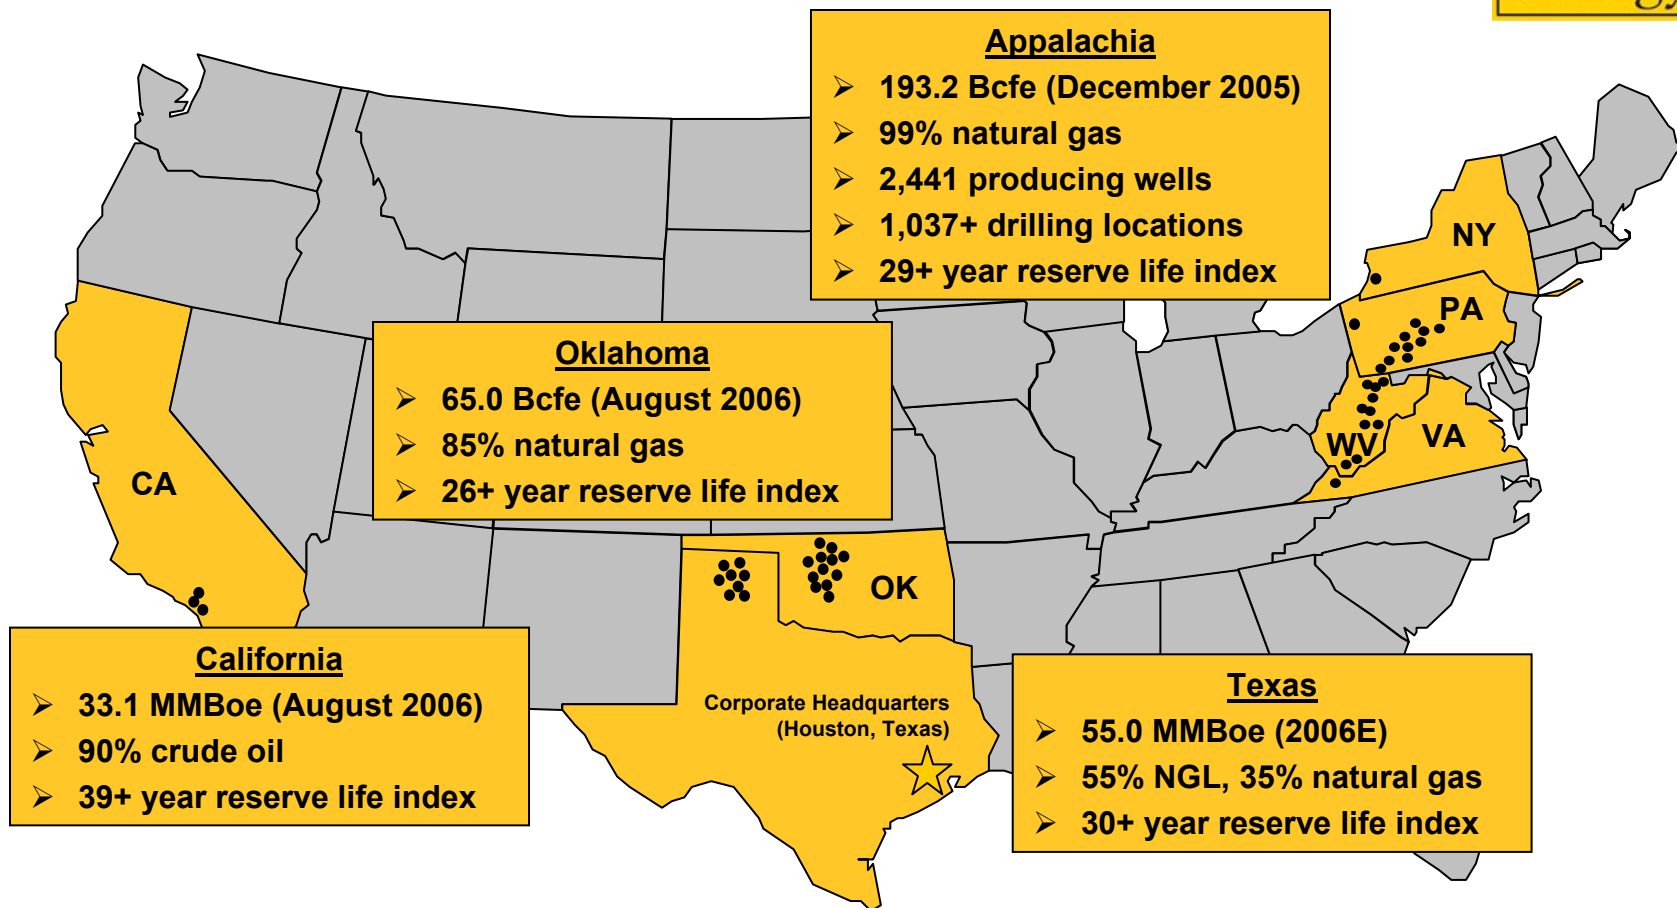 Appalachia
➢ 193.2 Bcfe (December 2005)
➢ 99% natural gas
➢ 2,441 producing wells
➢ 1,037+ drilling locations
➢ 29+ year reserve life index
NY
PA
WV
VA
Oklahoma
➢ 65.0 Bcfe (August 2006)
➢ 85% natural gas
➢ 26+ year reserve life index
CA
OK
California
➢ 33.1 MMBoe (August 2006)
➢ 90% crude oil
➢ 39+ year reserve life index
Corporate Headquarters
(Houston, Texas)
Texas
➢ 55.0 MMBoe (2006E)
➢ 55% NGL, 35% natural gas
➢ 30+ year reserve life index